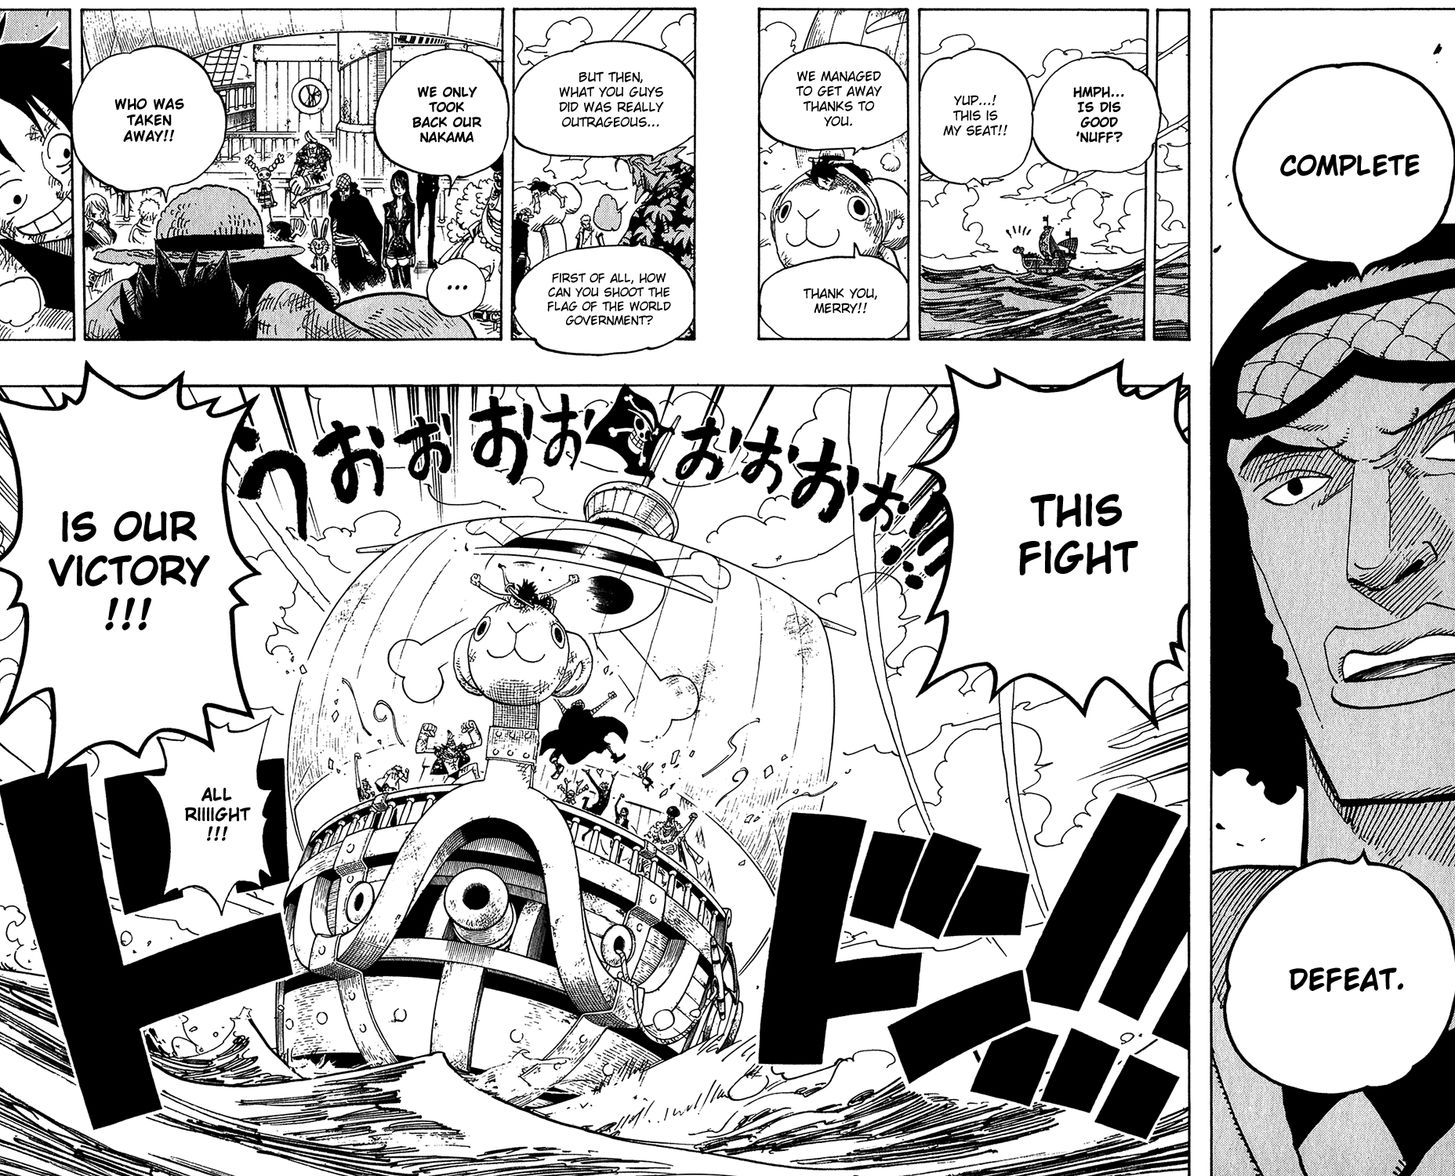 COMPLETE
DEFEAT.
HMPH...
IS DIS
GOOD
'NUFF?
YUP...!
THIS IS
MY SEAT!!
WE MANAGED
TO GET AWAY
THANKS TO
YOU.
THANK YOU,
MERRY!!
BUT THEN,
WHAT YOU GUYS
DID WAS REALLY
OUTRAGEOUS...
FIRST OF ALL, HOW
CAN YOU SHOOT THE
FLAG OF THE WORLD
GOVERNMENT?
WE ONLY
TOOK
BACK OUR
NAKAMA
...
WHO WAS
TAKEN
AWAY!!
THIS
FIGHT
IS OUR
VICTORY
!!!
うおおおおおおおお!!
ALL
RIIIIGHT
!!!
ドドン!!